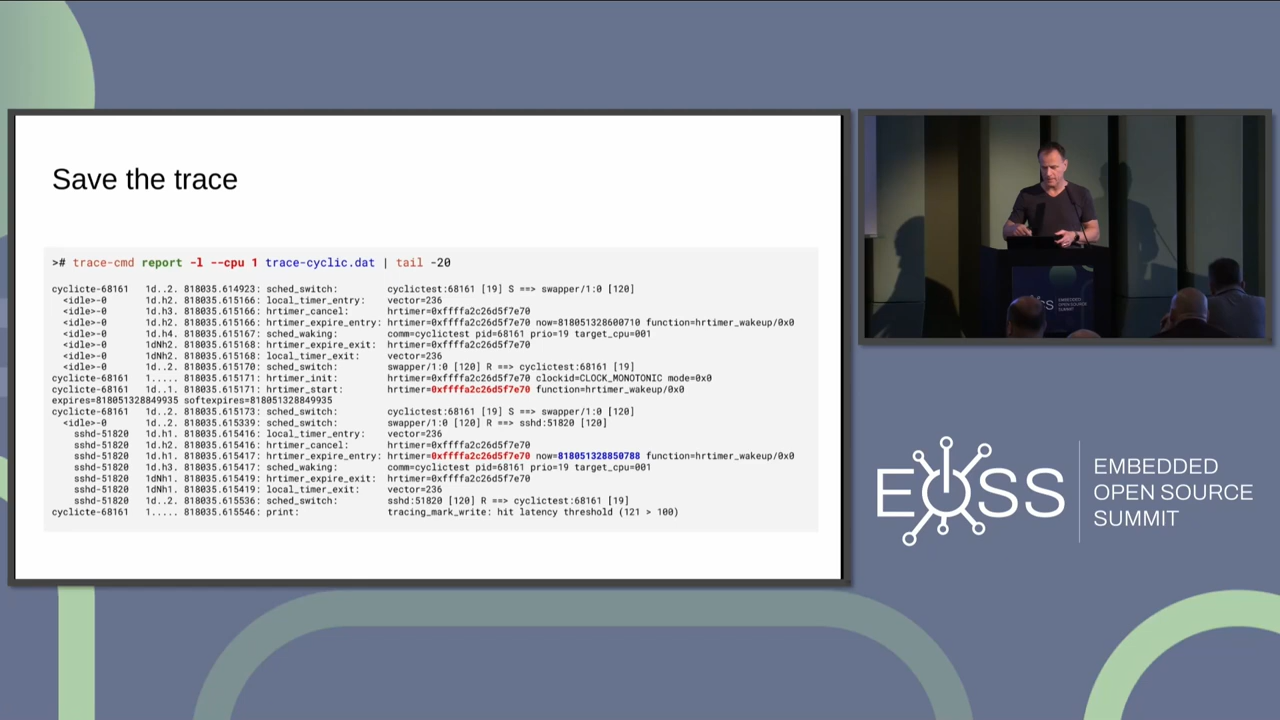 Save the trace
># trace-cmd report -l --cpu 1 trace-cyclic.dat | tail -20
cyclicte-68161 1d..2. 818035.614923: sched_switch: cyclictest:68161 [19] S ==> swapper/1:0 [120]
<idle>-0 1d.h2. 818035.615166: local_timer_entry: vector=236
<idle>-0 1d.h3. 818035.615166: hrtimer_cancel: hrtimer=0xffffa2c26d5f7e70
<idle>-0 1d.h2. 818035.615166: hrtimer_expire_entry: hrtimer=0xffffa2c26d5f7e70 now=818051328600710 function=hrtimer_wakeup/0x0
<idle>-0 1d.h4. 818035.615167: sched_waking: comm=cyclictest pid=68161 prio=19 target_cpu=001
<idle>-0 1dNh2. 818035.615168: hrtimer_expire_exit: hrtimer=0xffffa2c26d5f7e70
<idle>-0 1dNh2. 818035.615168: local_timer_exit: vector=236
<idle>-0 1d..2. 818035.615170: sched_switch: swapper/1:0 [120] R ==> cyclictest:68161 [19]
cyclicte-68161 1..... 818035.615171: hrtimer_init: hrtimer=0xffffa2c26d5f7e70 clockid=CLOCK_MONOTONIC mode=0x0
cyclicte-68161 1d..1. 818035.615171: hrtimer_start: hrtimer=0xffffa2c26d5f7e70 function=hrtimer_wakeup/0x0
expires=818051328849935 softexpires=818051328849935
cyclicte-68161 1d..2. 818035.615173: sched_switch: cyclictest:68161 [19] S ==> swapper/1:0 [120]
<idle>-0 1d..2. 818035.615339: sched_switch: swapper/1:0 [120] R ==> sshd:51820 [120]
sshd-51820 1d.h1. 818035.615416: local_timer_entry: vector=236
sshd-51820 1d.h2. 818035.615416: hrtimer_cancel: hrtimer=0xffffa2c26d5f7e70
sshd-51820 1d.h1. 818035.615417: hrtimer_expire_entry: hrtimer=0xffffa2c26d5f7e70 now=818051328850788 function=hrtimer_wakeup/0x0
sshd-51820 1d.h3. 818035.615417: sched_waking: comm=cyclictest pid=68161 prio=19 target_cpu=001
sshd-51820 1dNh1. 818035.615419: hrtimer_expire_exit: hrtimer=0xffffa2c26d5f7e70
sshd-51820 1dNh1. 818035.615419: local_timer_exit: vector=236
sshd-51820 1d..2. 818035.615536: sched_switch: sshd:51820 [120] R ==> cyclictest:68161 [19]
cyclicte-68161 1..... 818035.615546: print: tracing_mark_write: hit latency threshold (121 > 100)
EOSS
EMBEDDED
OPEN SOURCE
SUMMIT